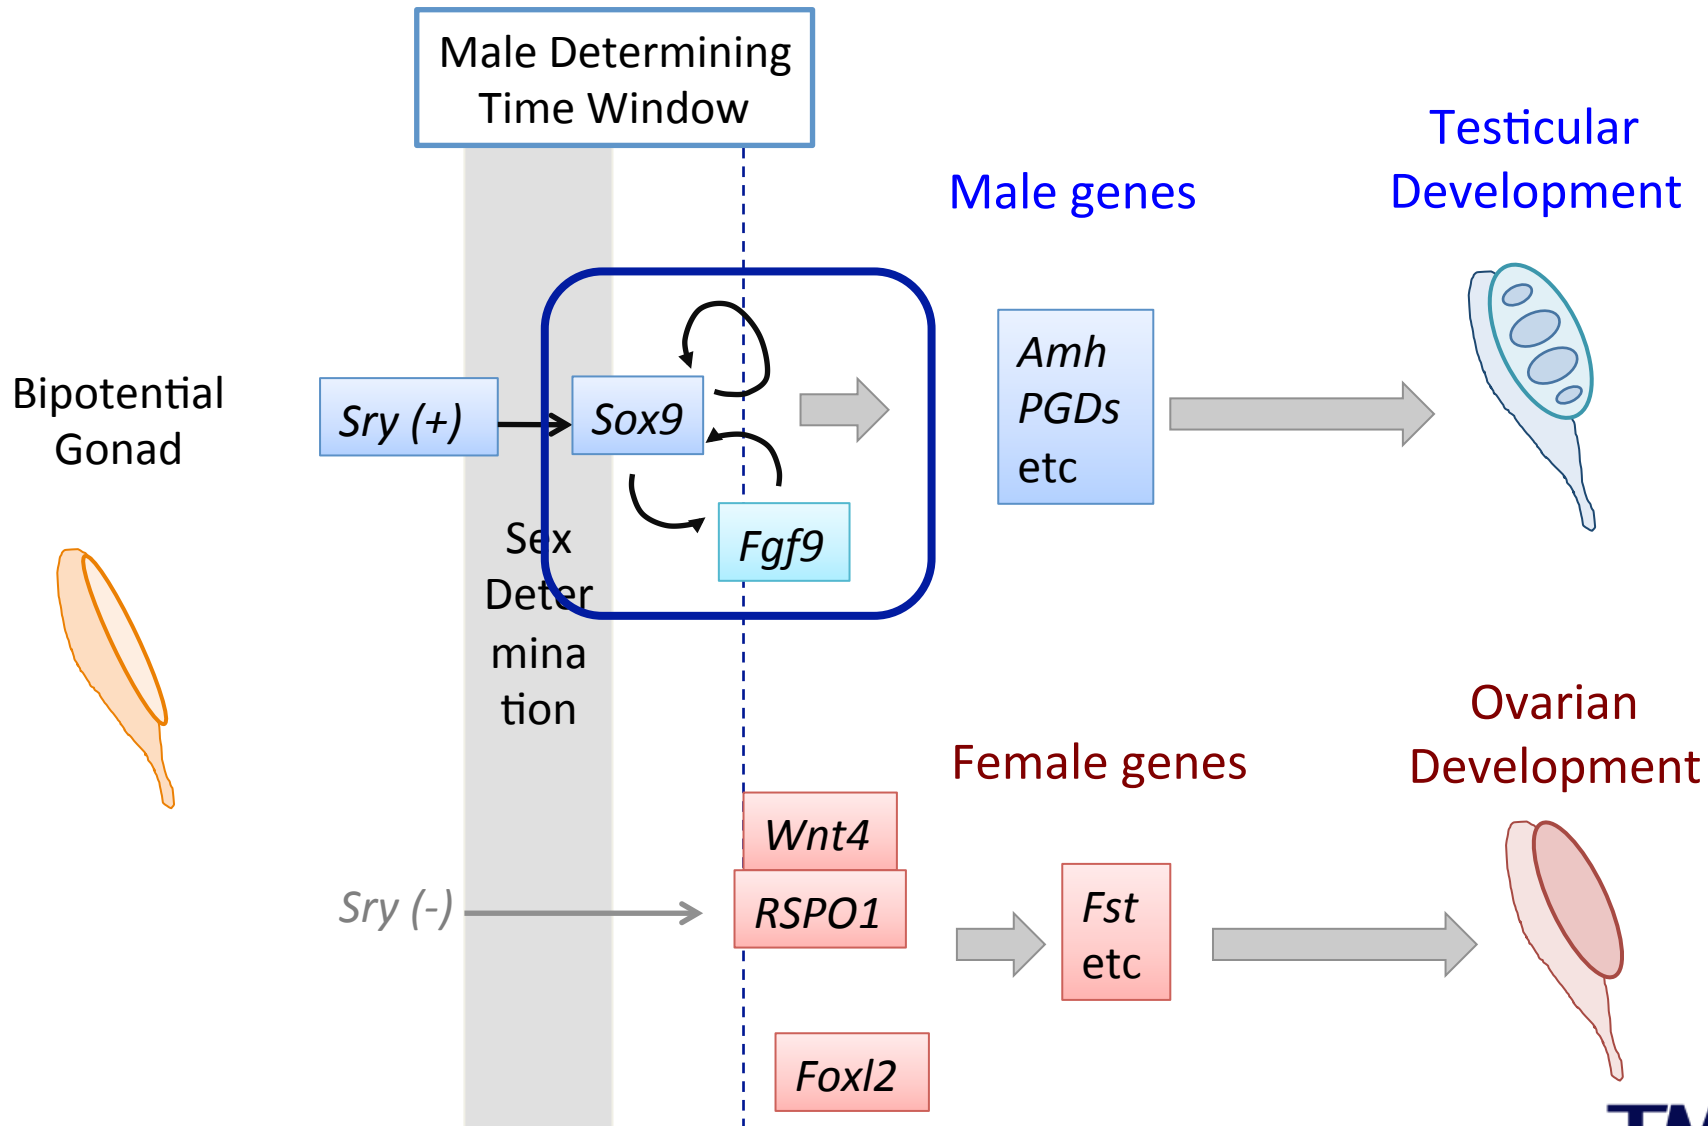 Male Determining
Time Window
Testicular
Development
Male genes
Bipotential
Gonad
Sry (+)
Sox9
Amh
PGDs
etc
Fgf9
Sex
Deter
mina
tion
Ovarian
Development
Female genes
Wnt4
Sry (-)
RSPO1
Fst
etc
Foxl2